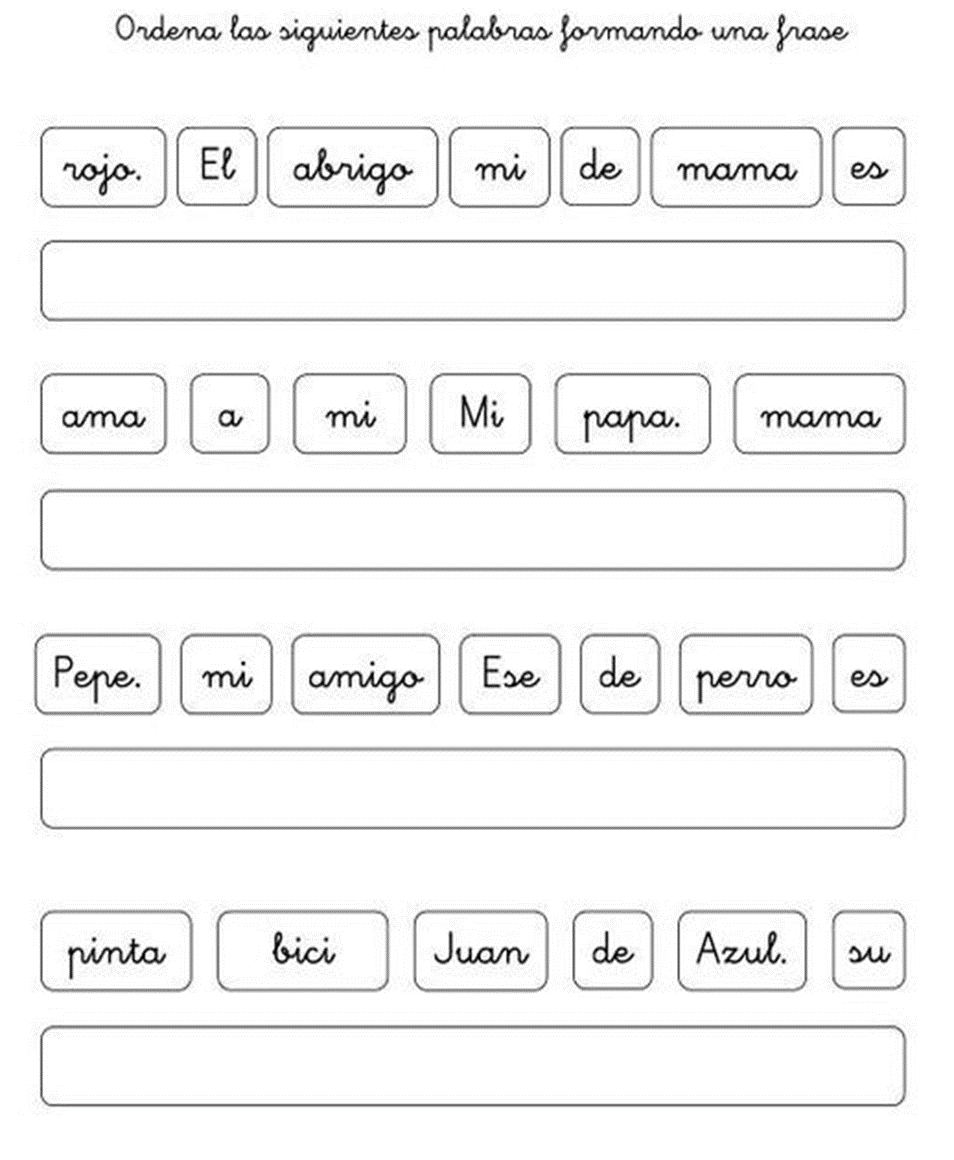 Ordena las siguientes palabras formando una frase
rojo. El abrigo mi de mama es
ama a mi Mi papa. mama
Pepe. mi amigo Ese de perro es
pinta bici Juan de Azul. su